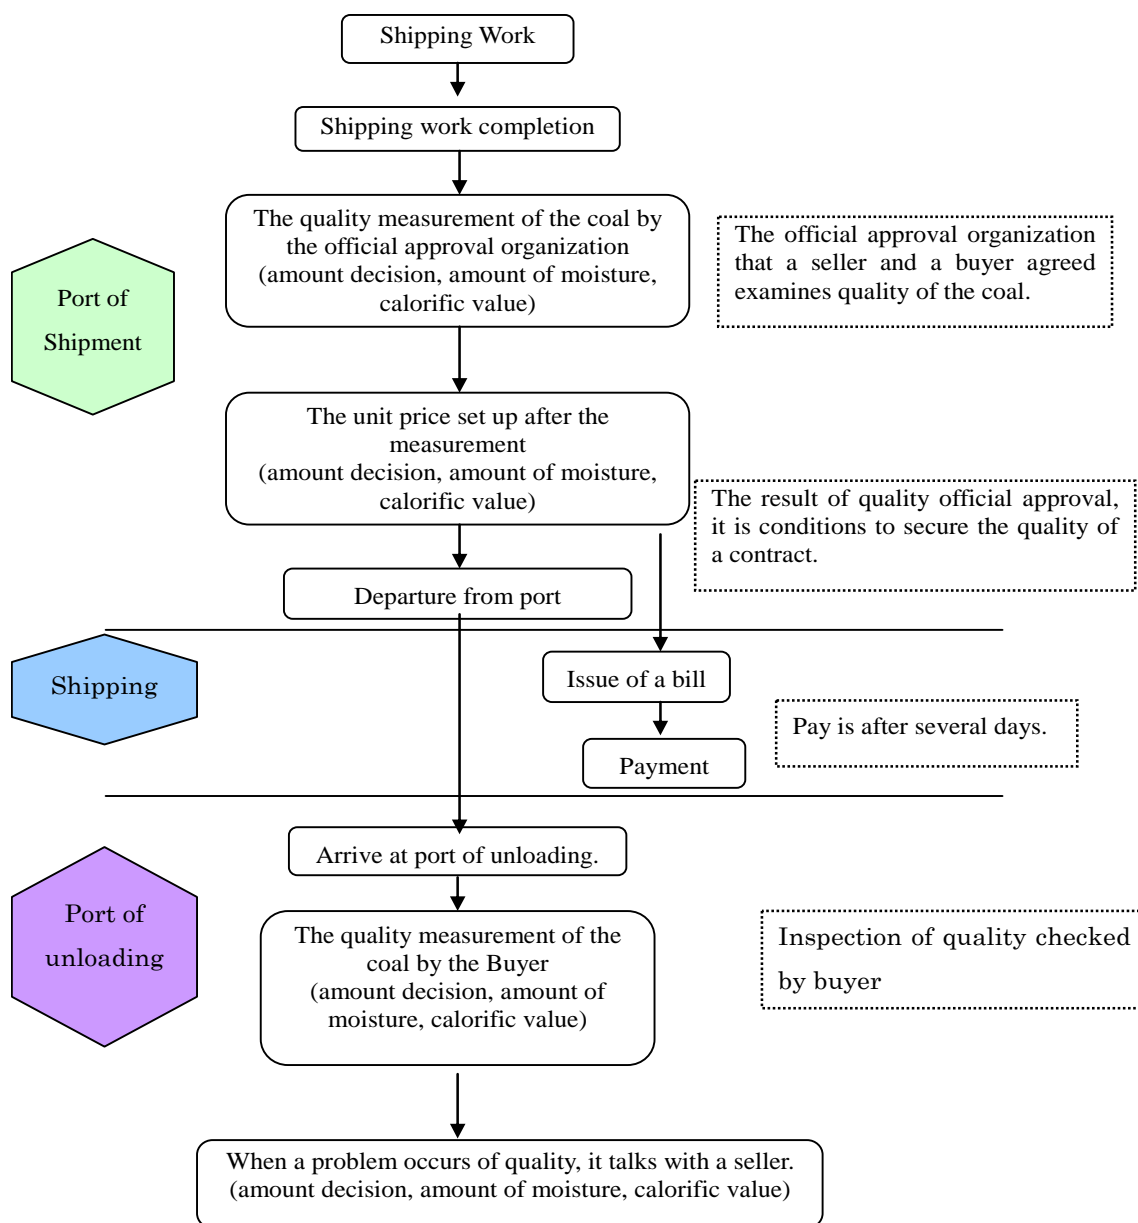 Shipping Work
Shipping work completion
The quality measurement of the coal by
the official approval organization
(amount decision, amount of moisture,
calorific value)
The official approval organization
that a seller and a buyer agreed
examines quality of the coal.
Port of
Shipment
The unit price set up after the
measurement
(amount decision, amount of moisture,
calorific value)
The result of quality official approval,
it is conditions to secure the quality of
a contract.
Departure from port
Shipping
Issue of a bill
Pay is after several days.
Payment
Arrive at port of unloading.
Port of
unloading
The quality measurement of the
coal by the Buyer
(amount decision, amount of
moisture, calorific value)
Inspection of quality checked
by buyer
When a problem occurs of quality, it talks with a seller.
(amount decision, amount of moisture, calorific value)